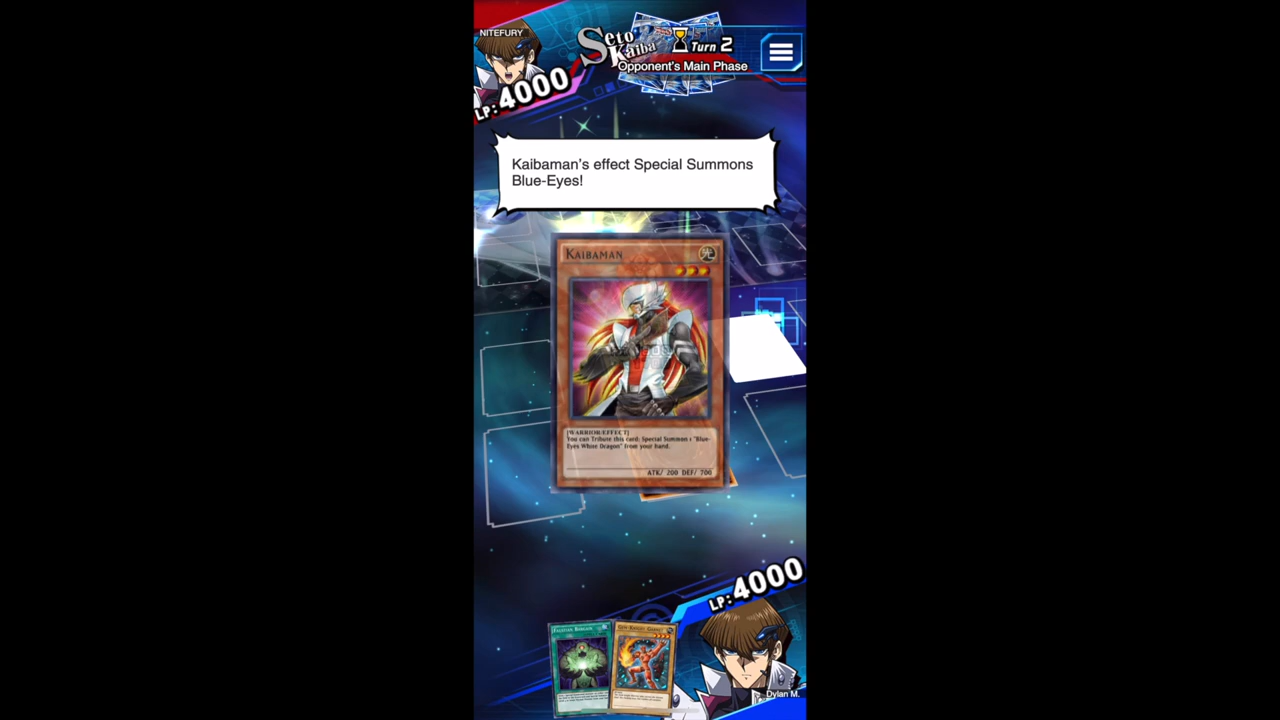 NITEFURY
Seto
Kaiba
Turn 2
Opponent's Main Phase
LP: 4000
Kaibaman's effect Special Summons
Blue-Eyes!
KAIBAMAN
[WARRIOR/EFFECT]
You can Tribute this card; Special Summon 1 "Blue-
Eyes White Dragon" from your hand.
ATK/ 200 DEF/ 700
LP: 4000
Dylan M.